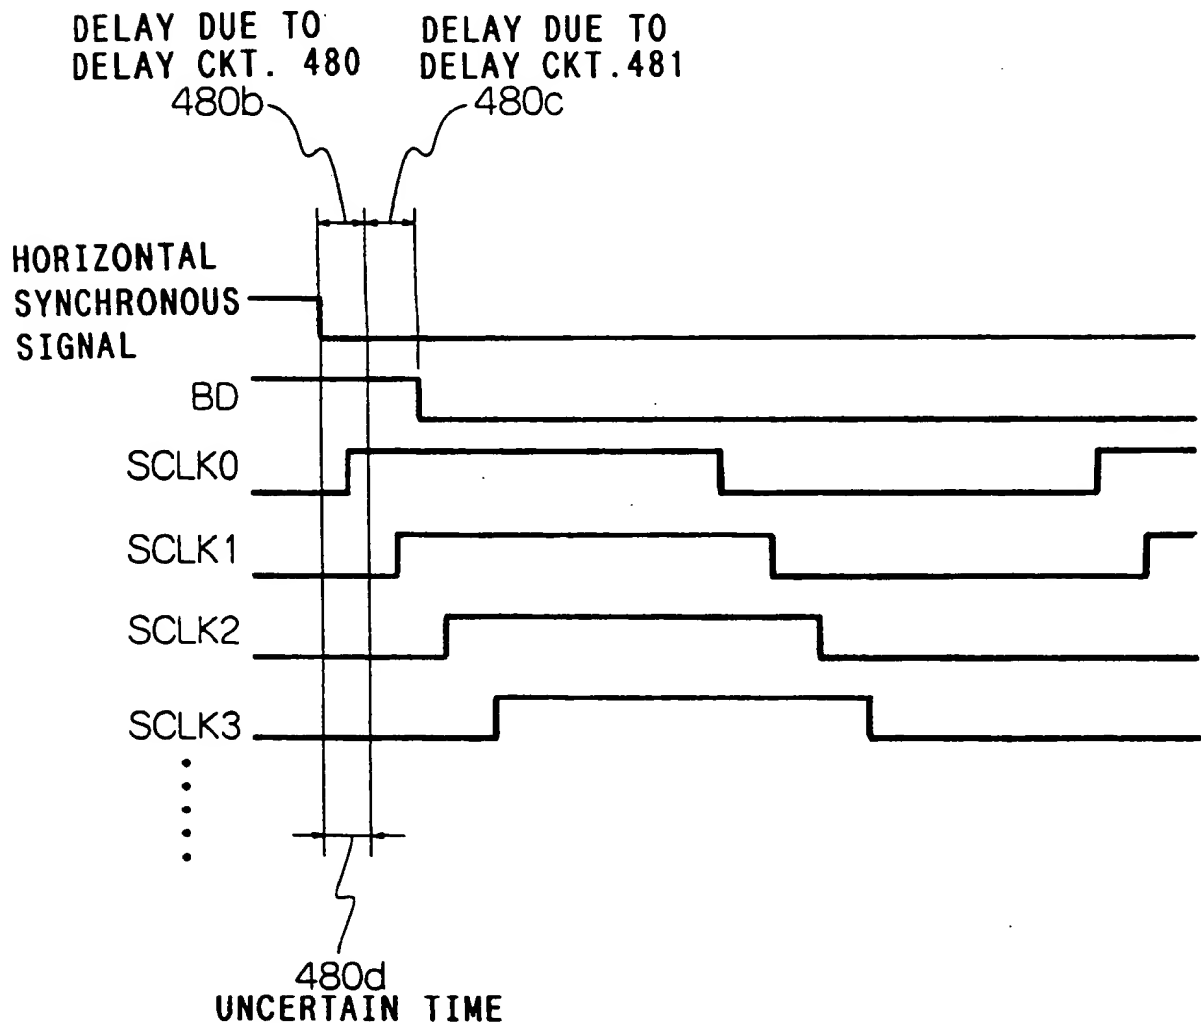 DELAY DUE TO
DELAY CKT. 480
DELAY DUE TO
DELAY CKT.481
480b
480c
HORIZONTAL
SYNCHRONOUS
SIGNAL
BD
SCLK0
SCLK1
SCLK2
SCLK3
480d
UNCERTAIN TIME